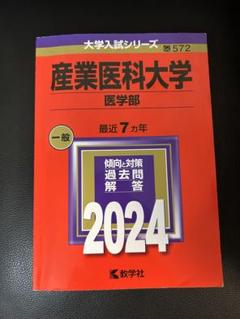 大学入試シリーズ 572
産業医科大学
医学部
一般
最近7カ年
傾向と対策
過去問
解答
2024
教学社